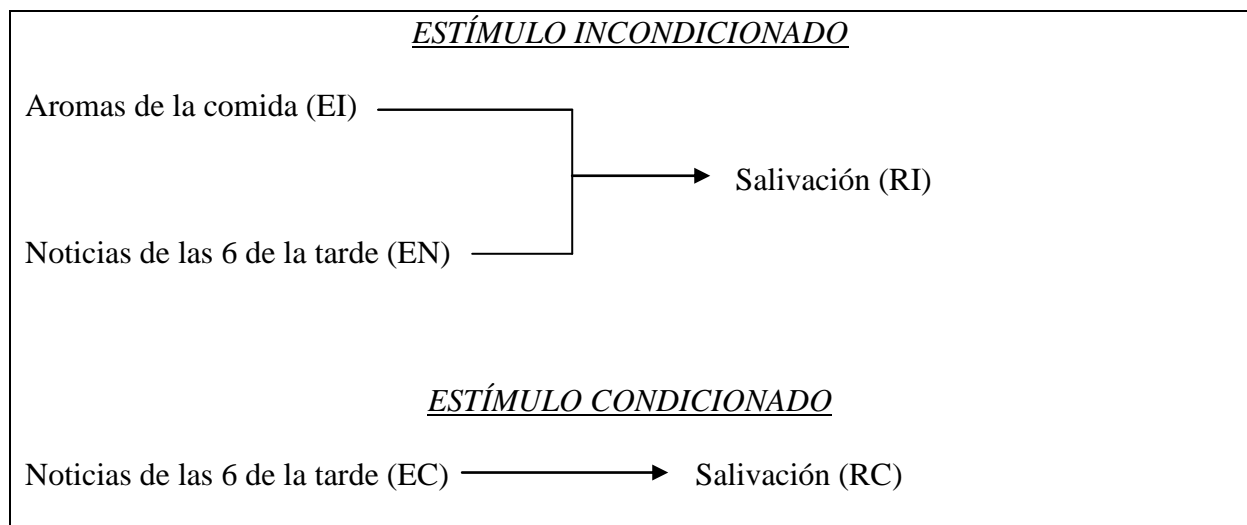 ESTÍMULO INCONDICIONADO
Aromas de la comida (EI)
Salivación (RI)
Noticias de las 6 de la tarde (EN)
ESTÍMULO CONDICIONADO
Noticias de las 6 de la tarde (EC) Salivación (RC)